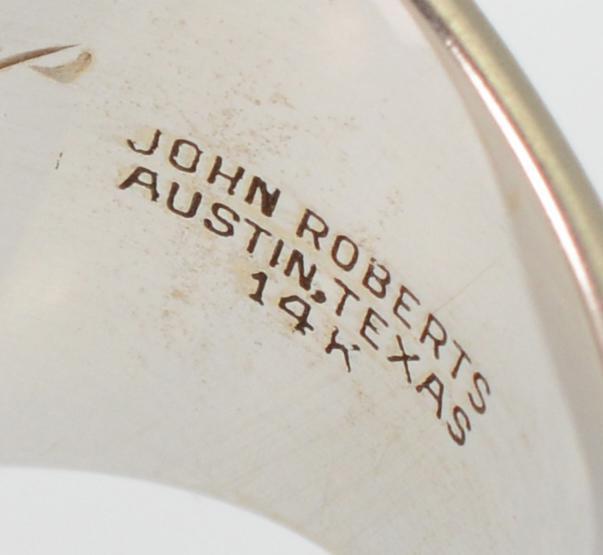 JOHN ROBERTS
AUSTIN, TEXAS
14K